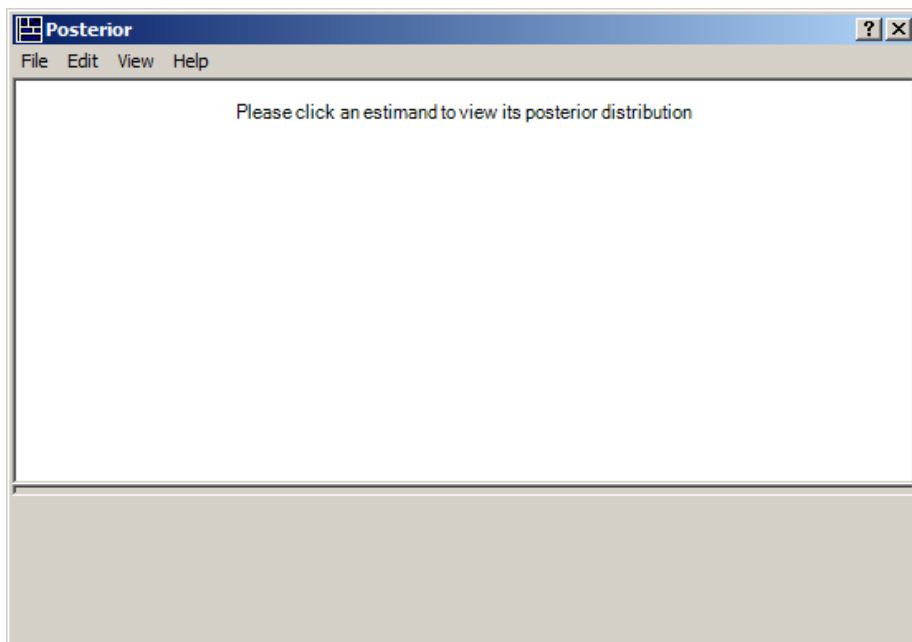 Posterior
File Edit View Help
Please click an estimand to view its posterior distribution